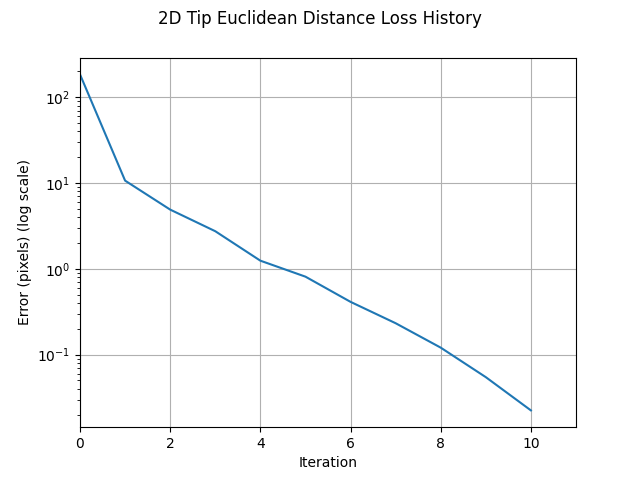 2D Tip Euclidean Distance Loss History
Error (pixels) (log scale)
10²
10¹
10⁰
10⁻¹
0 2 4 6 8 10
Iteration